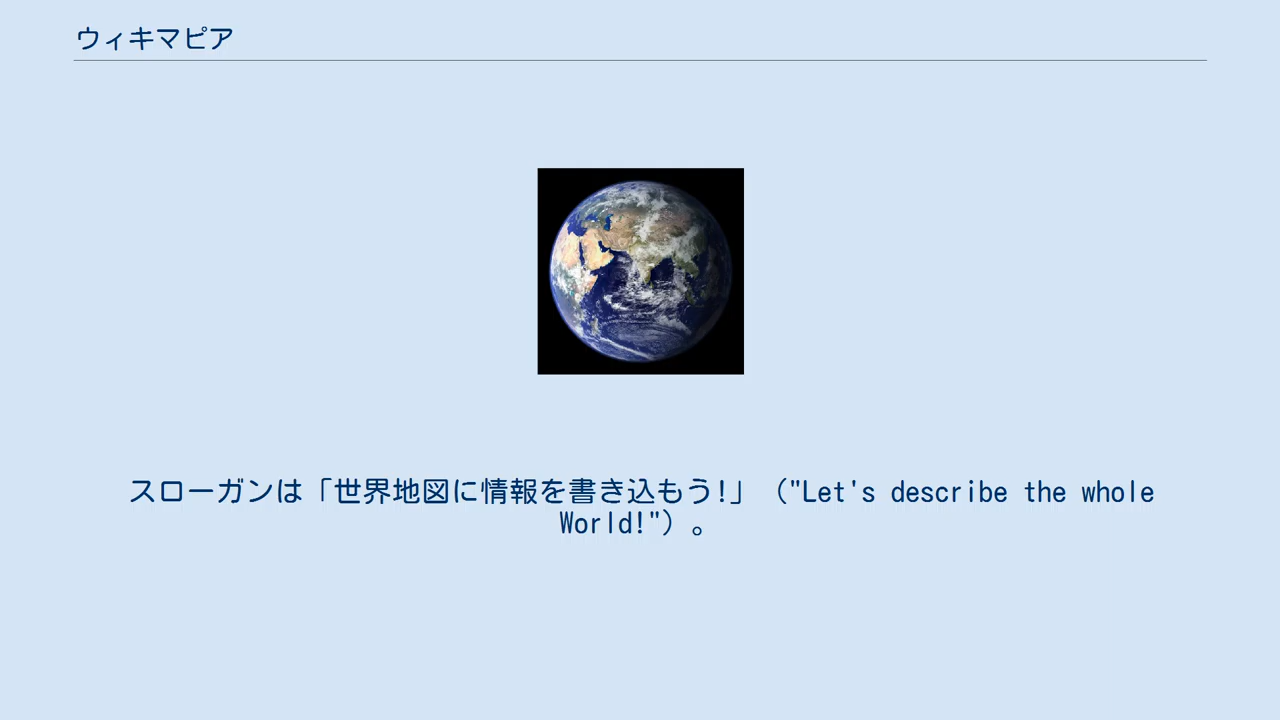 ウィキマピア
スローガンは「世界地図に情報を書き込もう!」（"Let's describe the whole
World!"）。